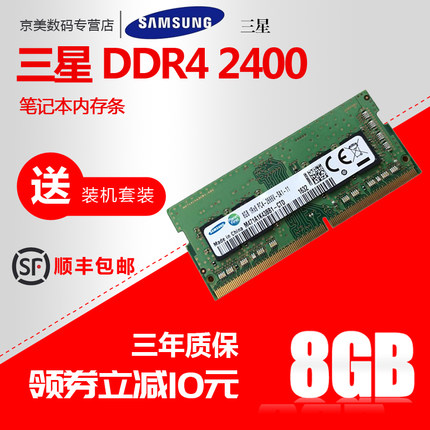 京美数码专营店 SAMSUNG 三星
三星 DDR4 2400
笔记本内存条
送 装机套装
SF 顺丰包邮
SAMSUNG
Made in China
1632
三年质保
领券立减10元
8GB